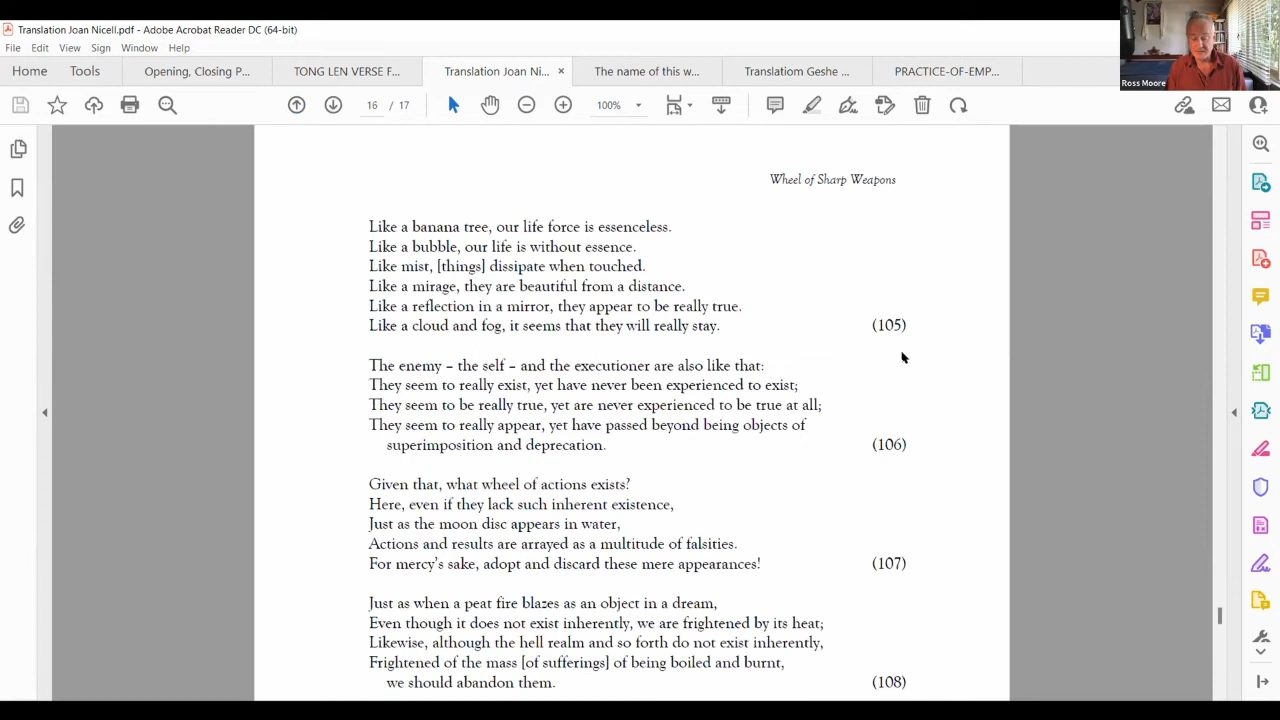 Translation Joan Nicell.pdf - Adobe Acrobat Reader DC (64-bit)
File Edit View Sign Window Help
Home Tools Opening, Closing P... TONG LEN VERSE F... Translation Joan Ni... × The name of this w... Translatiom Geshe ... PRACTICE-OF-EMP...
16 / 17 100%
Ross Moore
Wheel of Sharp Weapons
Like a banana tree, our life force is essenceless.
Like a bubble, our life is without essence.
Like mist, [things] dissipate when touched.
Like a mirage, they are beautiful from a distance.
Like a reflection in a mirror, they appear to be really true.
Like a cloud and fog, it seems that they will really stay. (105)
The enemy – the self – and the executioner are also like that:
They seem to really exist, yet have never been experienced to exist;
They seem to be really true, yet are never experienced to be true at all;
They seem to really appear, yet have passed beyond being objects of
superimposition and deprecation. (106)
Given that, what wheel of actions exists?
Here, even if they lack such inherent existence,
Just as the moon disc appears in water,
Actions and results are arrayed as a multitude of falsities.
For mercy's sake, adopt and discard these mere appearances! (107)
Just as when a peat fire blazes as an object in a dream,
Even though it does not exist inherently, we are frightened by its heat;
Likewise, although the hell realm and so forth do not exist inherently,
Frightened of the mass [of sufferings] of being boiled and burnt,
we should abandon them. (108)